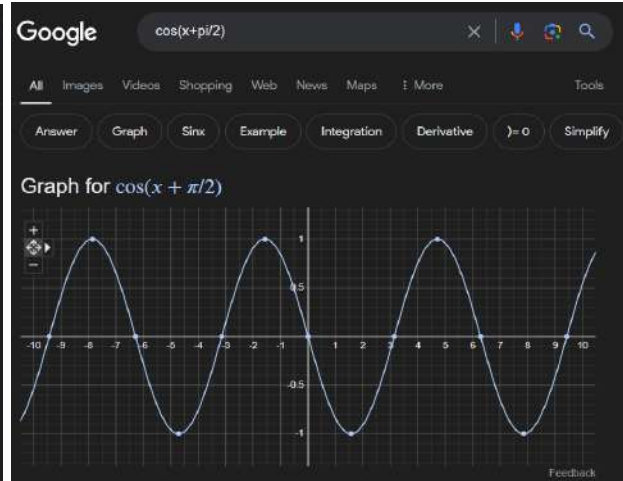 Google cos(x+pi/2)
All Images Videos Shopping Web News Maps More Tools
Answer Graph Sinx Example Integration Derivative )= 0 Simplify
Graph for cos(x + π/2)
1
0.5
-10 -9 -8 -7 -6 -5 -4 -3 -2 -1 1 2 3 4 5 6 7 8 9 10
-0.5
-1
Feedback